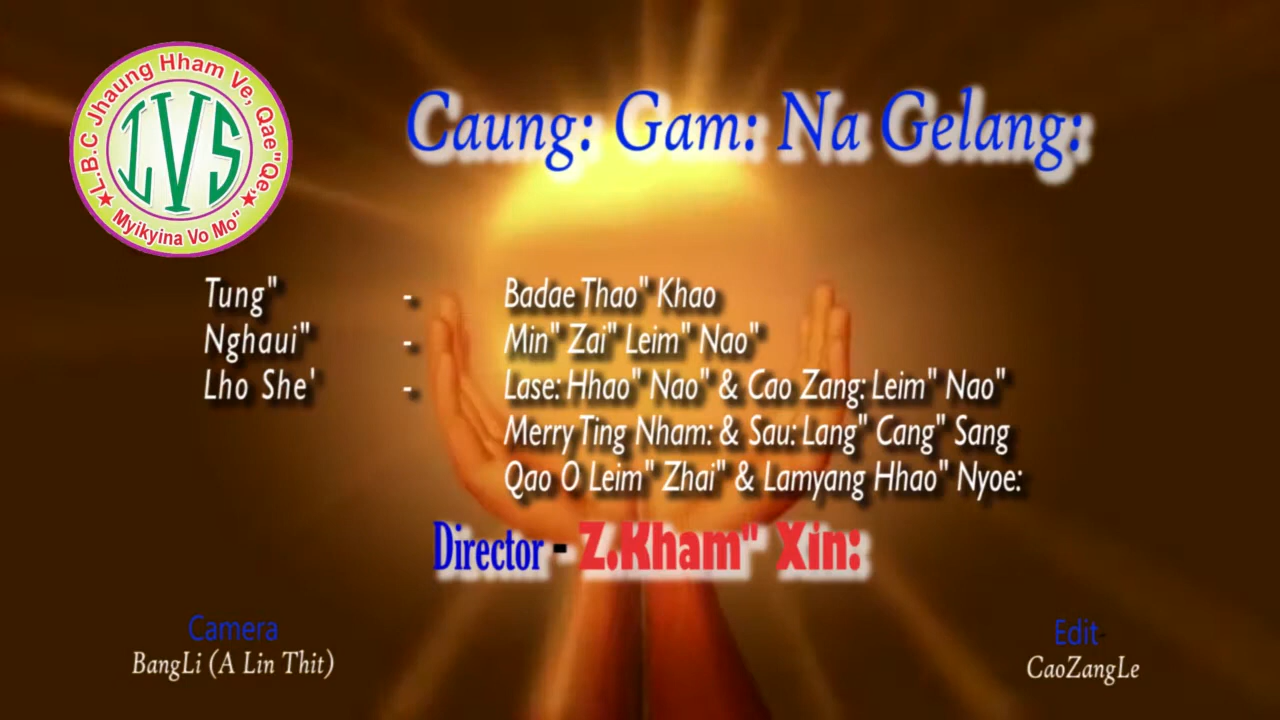 L.B.C Jhaung Hham Ve, Qae"Qe,
LVS
Myikyina Vo Mo"
Caung: Gam: Na Gelang:
Tung" - Badae Thao" Khao
Nghaui" - Min" Zai" Leim" Nao"
Lho She' - Lase: Hhao" Nao" & Cao Zang: Leim" Nao"
Merry Ting Nham: & Sau: Lang" Cang" Sang
Qao O Leim" Zhai" & Lamyang Hhao" Nyoe:
Director - Z.Kham" Xin:
Camera
BangLi (A Lin Thit)
Edit-
CaoZangLe